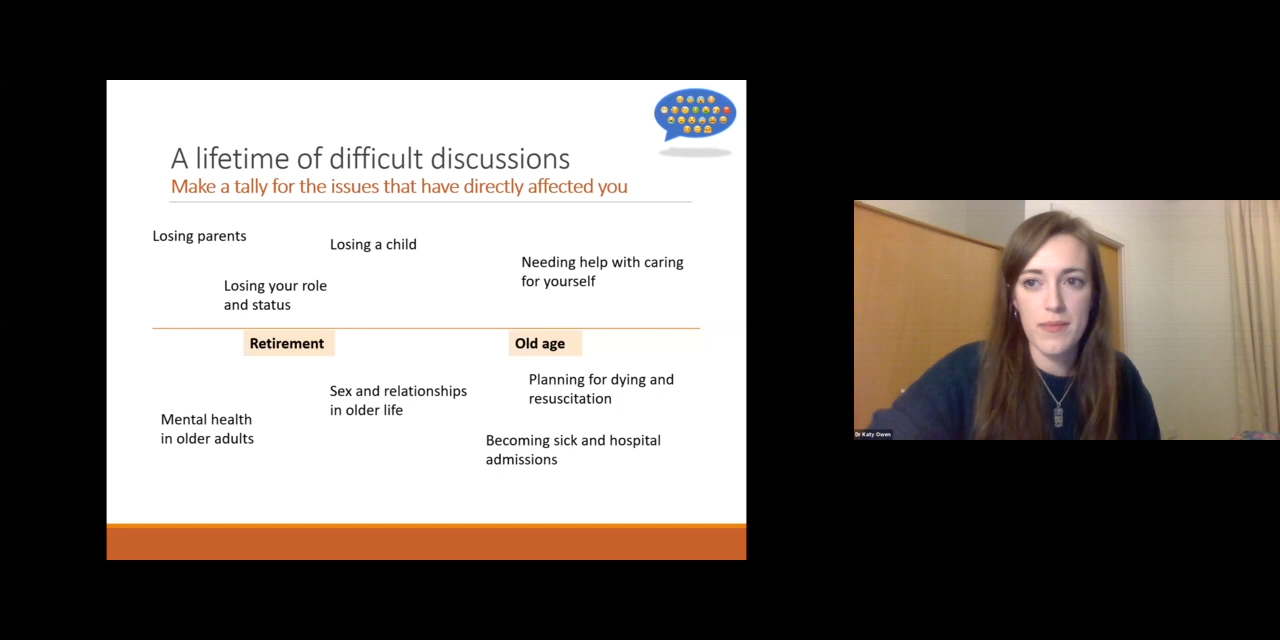 A lifetime of difficult discussions
Make a tally for the issues that have directly affected you
Losing parents
Losing a child
Needing help with caring
for yourself
Losing your role
and status
Retirement
Old age
Sex and relationships
in older life
Planning for dying and
resuscitation
Mental health
in older adults
Becoming sick and hospital
admissions
Dr Katy Owen